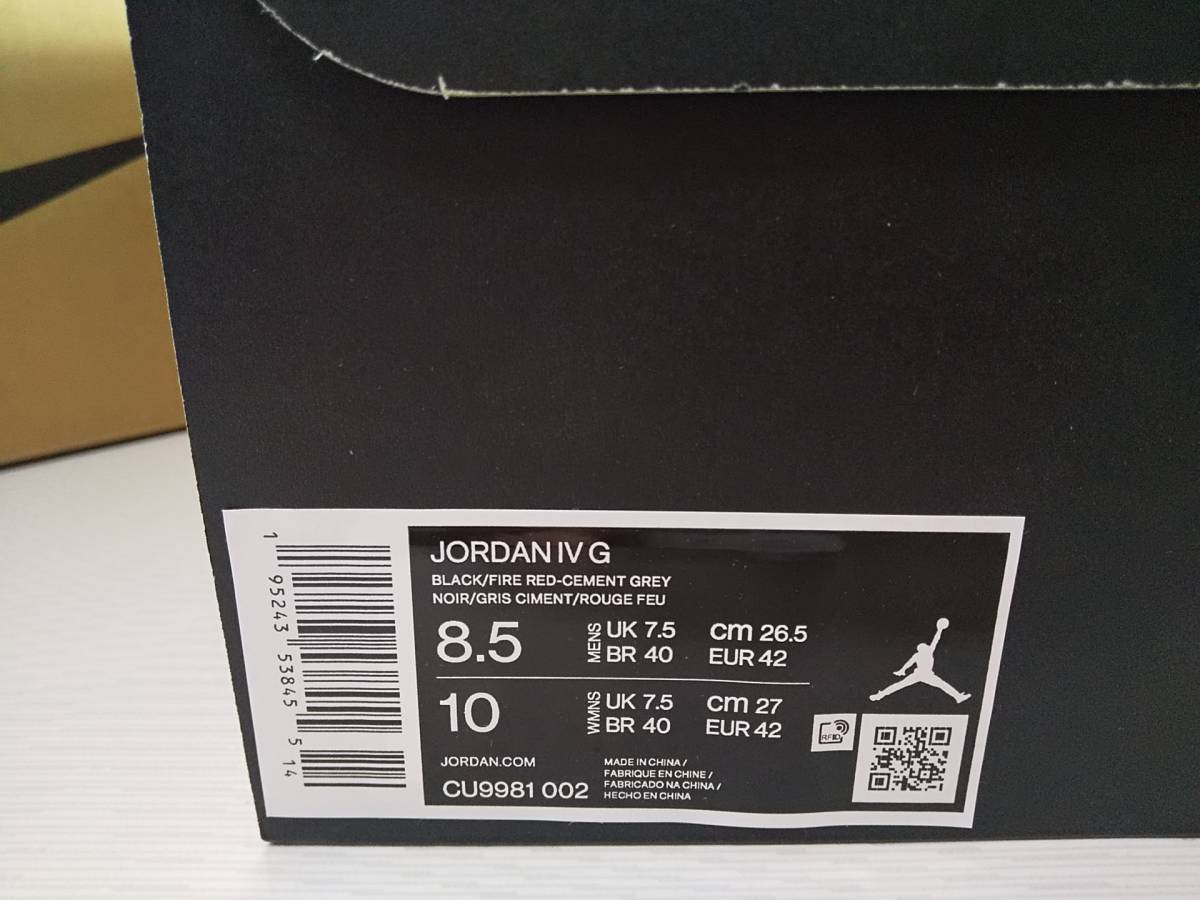 JORDAN IV G
BLACK/FIRE RED-CEMENT GREY
NOIR/GRIS CIMENT/ROUGE FEU
8.5 MENS UK 7.5 cm 26.5
BR 40 EUR 42
10 WMNS UK 7.5 cm 27
BR 40 EUR 42
RFID
JORDAN.COM
CU9981 002
MADE IN CHINA /
FABRIQUE EN CHINE /
FABRICADO NA CHINA /
HECHO EN CHINA
1 95243 53845 5 14